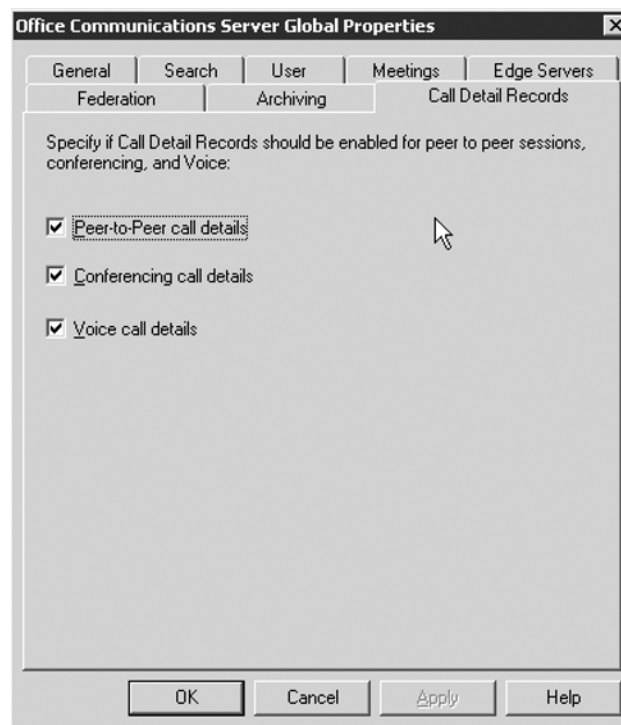 Office Communications Server Global Properties
General Search User Meetings Edge Servers
Federation Archiving Call Detail Records
Specify if Call Detail Records should be enabled for peer to peer sessions,
conferencing, and Voice:
Peer-to-Peer call details
Conferencing call details
Voice call details
OK Cancel Apply Help